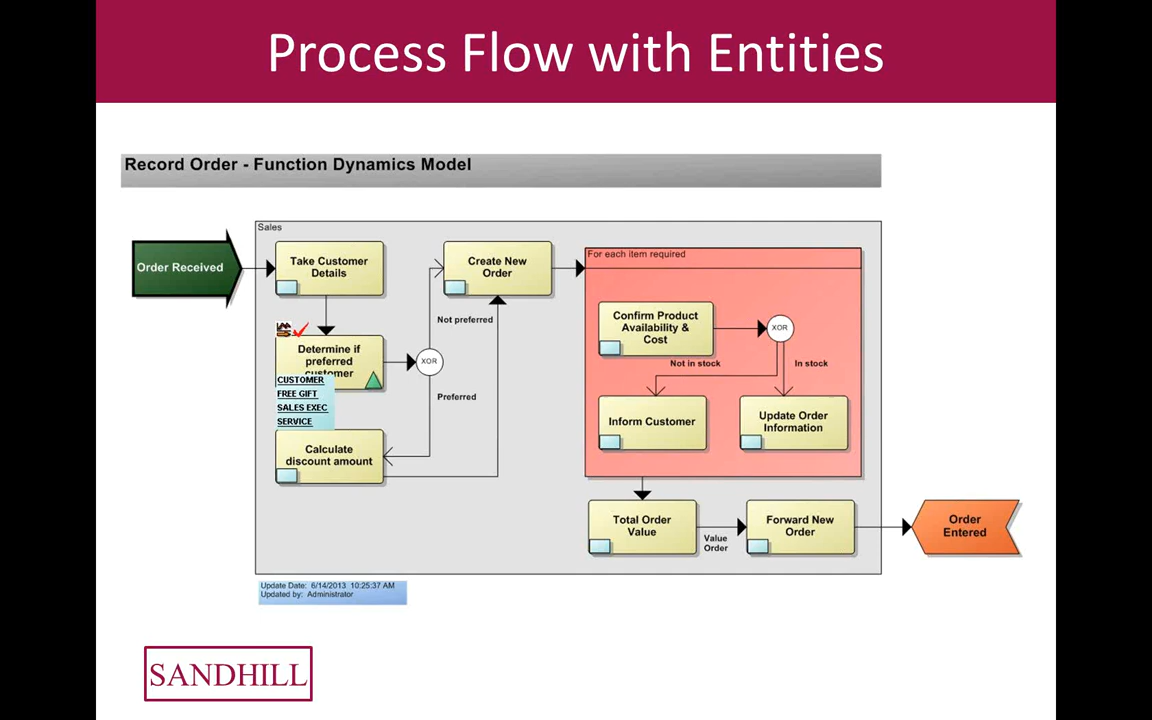 Process Flow with Entities
Record Order - Function Dynamics Model
Sales
Order Received
Take Customer
Details
Create New
Order
For each item required
Not preferred
Confirm Product
Availability &
Cost
XOR
Not in stock
In stock
Determine if
preferred
customer
XOR
CUSTOMER
FREE GIFT
SALES EXEC
SERVICE
Preferred
Inform Customer
Update Order
Information
Calculate
discount amount
Total Order
Value
Value
Order
Forward New
Order
Order
Entered
Update Date: 6/14/2013 10:25:37 AM
Updated by: Administrator
SANDHILL